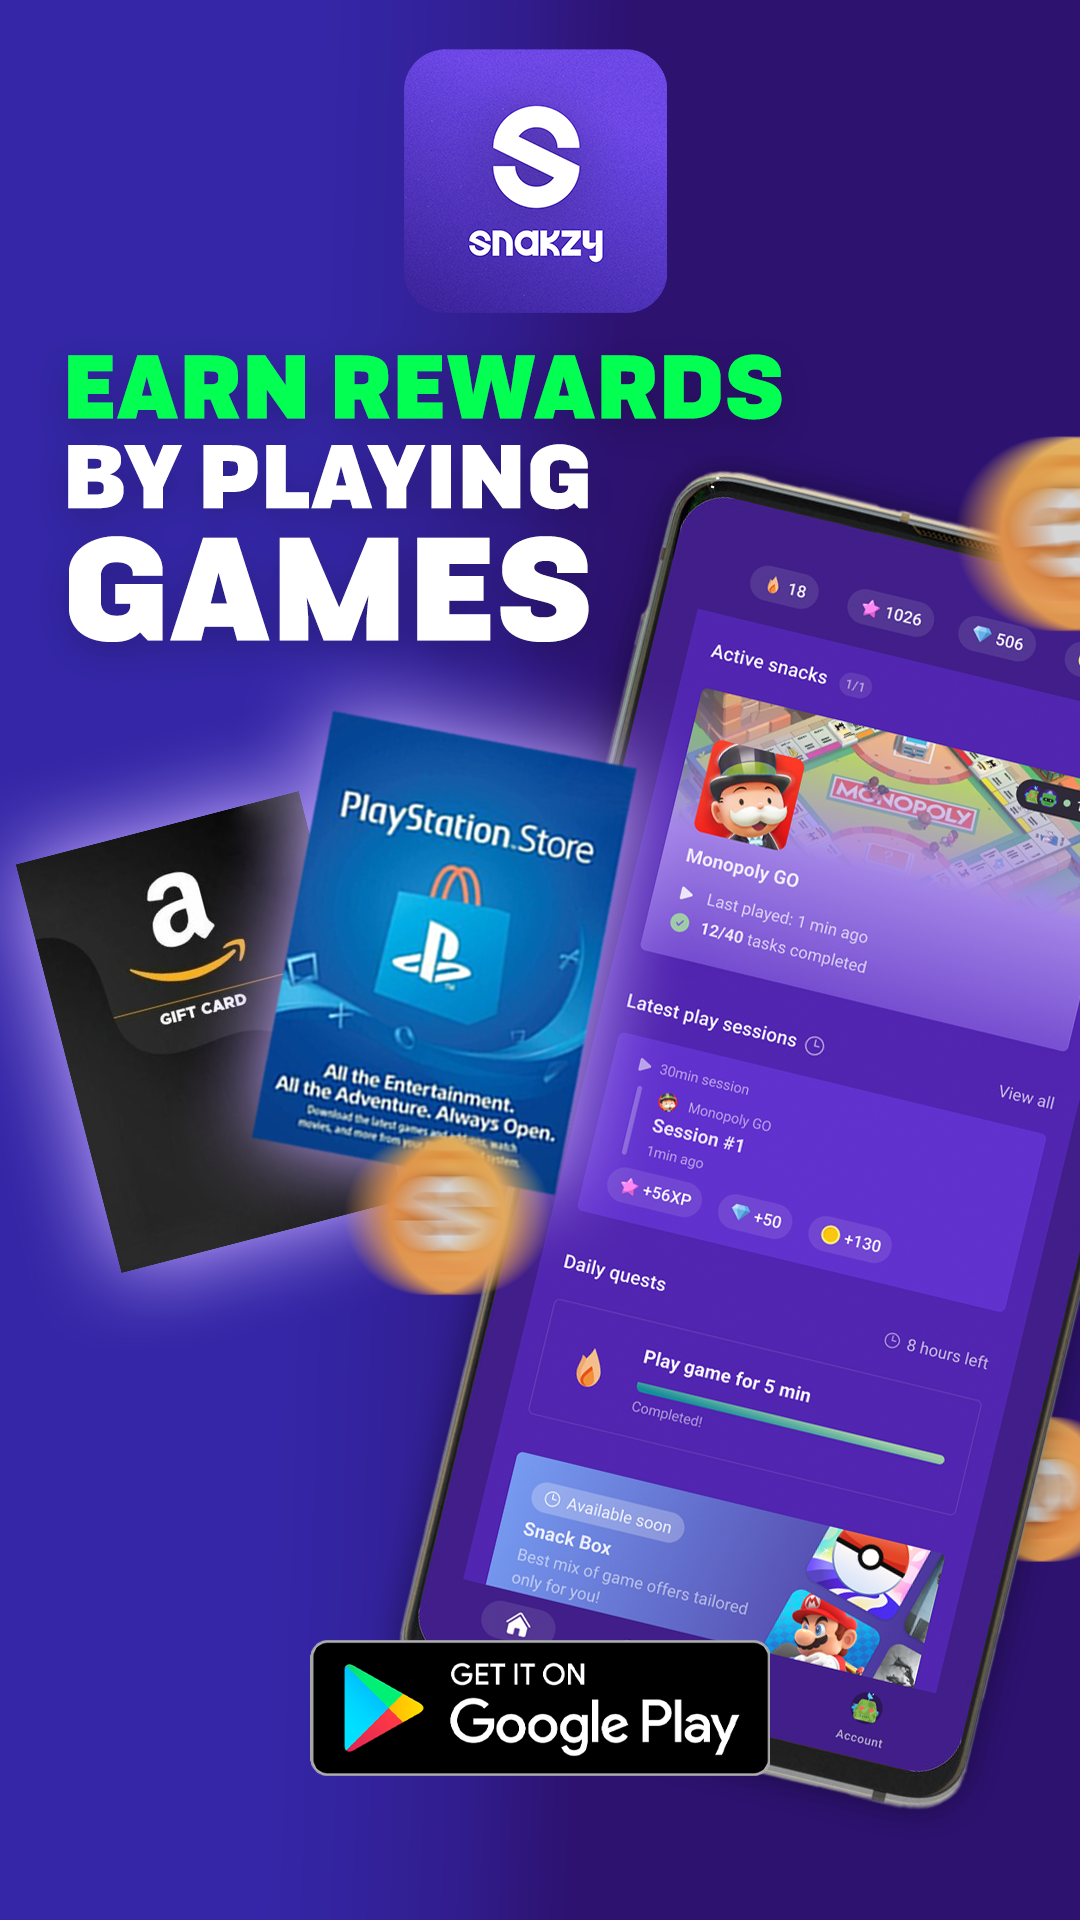 snakzy
EARN REWARDS
BY PLAYING
GAMES
18
1026
506
Active snacks
1/1
MONOPOLY
Monopoly GO
Last played: 1 min ago
12/40 tasks completed
PlayStation.Store
a
GIFT CARD
All the Entertainment.
All the Adventure. Always Open.
Download the latest games and
watch
movies, and more from your
system.
Latest play sessions
View all
30min session
Monopoly GO
Session #1
1min ago
+56XP
+50
+130
Daily quests
8 hours left
Play game for 5 min
Completed!
Available soon
Snack Box
Best mix of game offers tailored
only for you!
Account
GET IT ON
Google Play